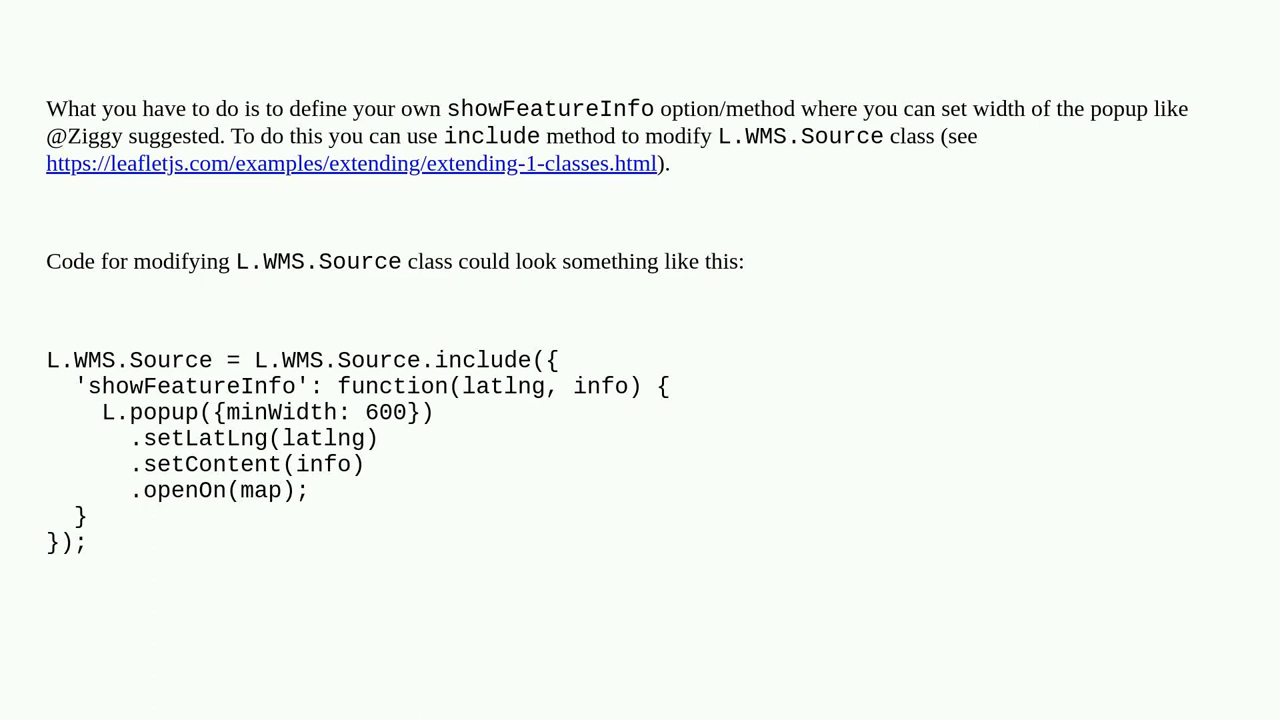 What you have to do is to define your own showFeatureInfo option/method where you can set width of the popup like
@Ziggy suggested. To do this you can use include method to modify L.WMS.Source class (see
https://leafletjs.com/examples/extending/extending-1-classes.html).
Code for modifying L.WMS.Source class could look something like this:
L.WMS.Source = L.WMS.Source.include({
  'showFeatureInfo': function(latlng, info) {
    L.popup({minWidth: 600})
      .setLatLng(latlng)
      .setContent(info)
      .openOn(map);
  }
});